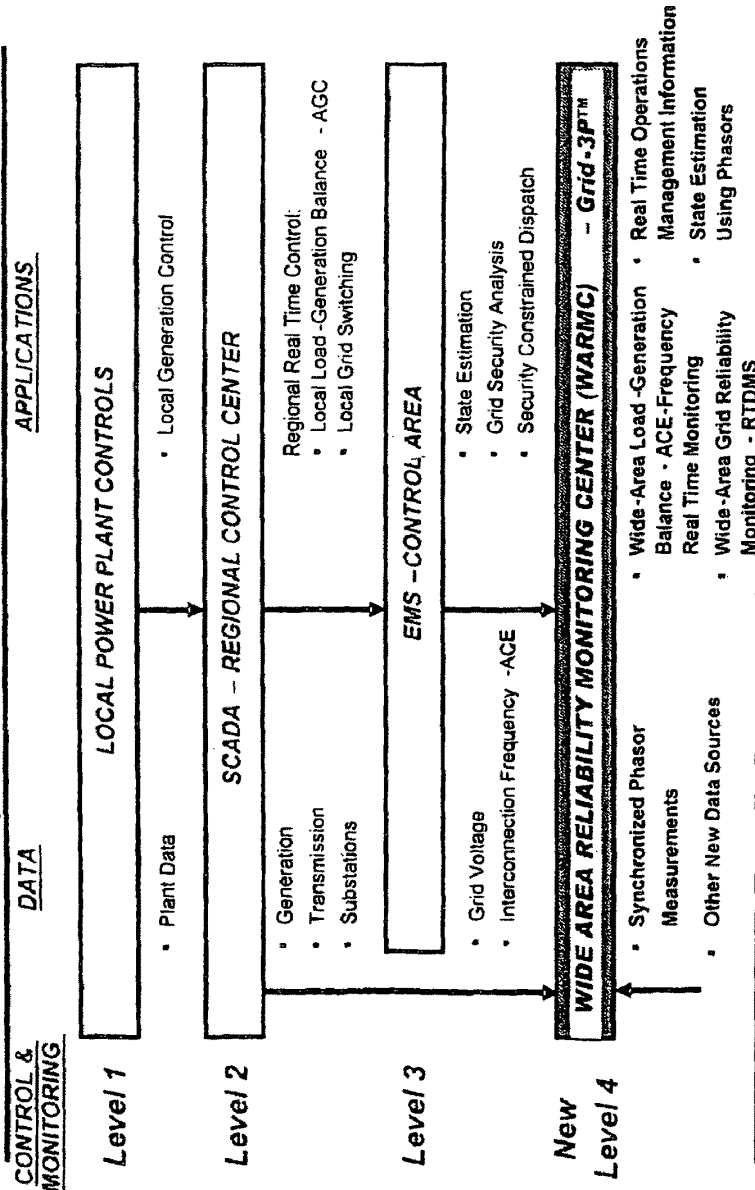 CONTROL &
MONITORING
DATA
APPLICATIONS
Level 1
LOCAL POWER PLANT CONTROLS
▪ Plant Data
▪ Local Generation Control
Level 2
SCADA – REGIONAL CONTROL CENTER
▪ Generation
▪ Transmission
▪ Substations
Regional Real Time Control:
▪ Local Load -Generation Balance - AGC
▪ Local Grid Switching
Level 3
EMS –CONTROL AREA
▪ Grid Voltage
▪ Interconnection Frequency -ACE
▪ State Estimation
▪ Grid Security Analysis
▪ Security Constrained Dispatch
New
Level 4
WIDE AREA RELIABILITY MONITORING CENTER (WARMC) – Grid-3P™
▪ Synchronized Phasor
Measurements
▪ Other New Data Sources
▪ Wide-Area Load -Generation
Balance - ACE-Frequency
Real Time Monitoring
▪ Wide-Area Grid Reliability
Monitoring - RTDMS
▪ Real Time Operations
Management Information
▪ State Estimation
Using Phasors